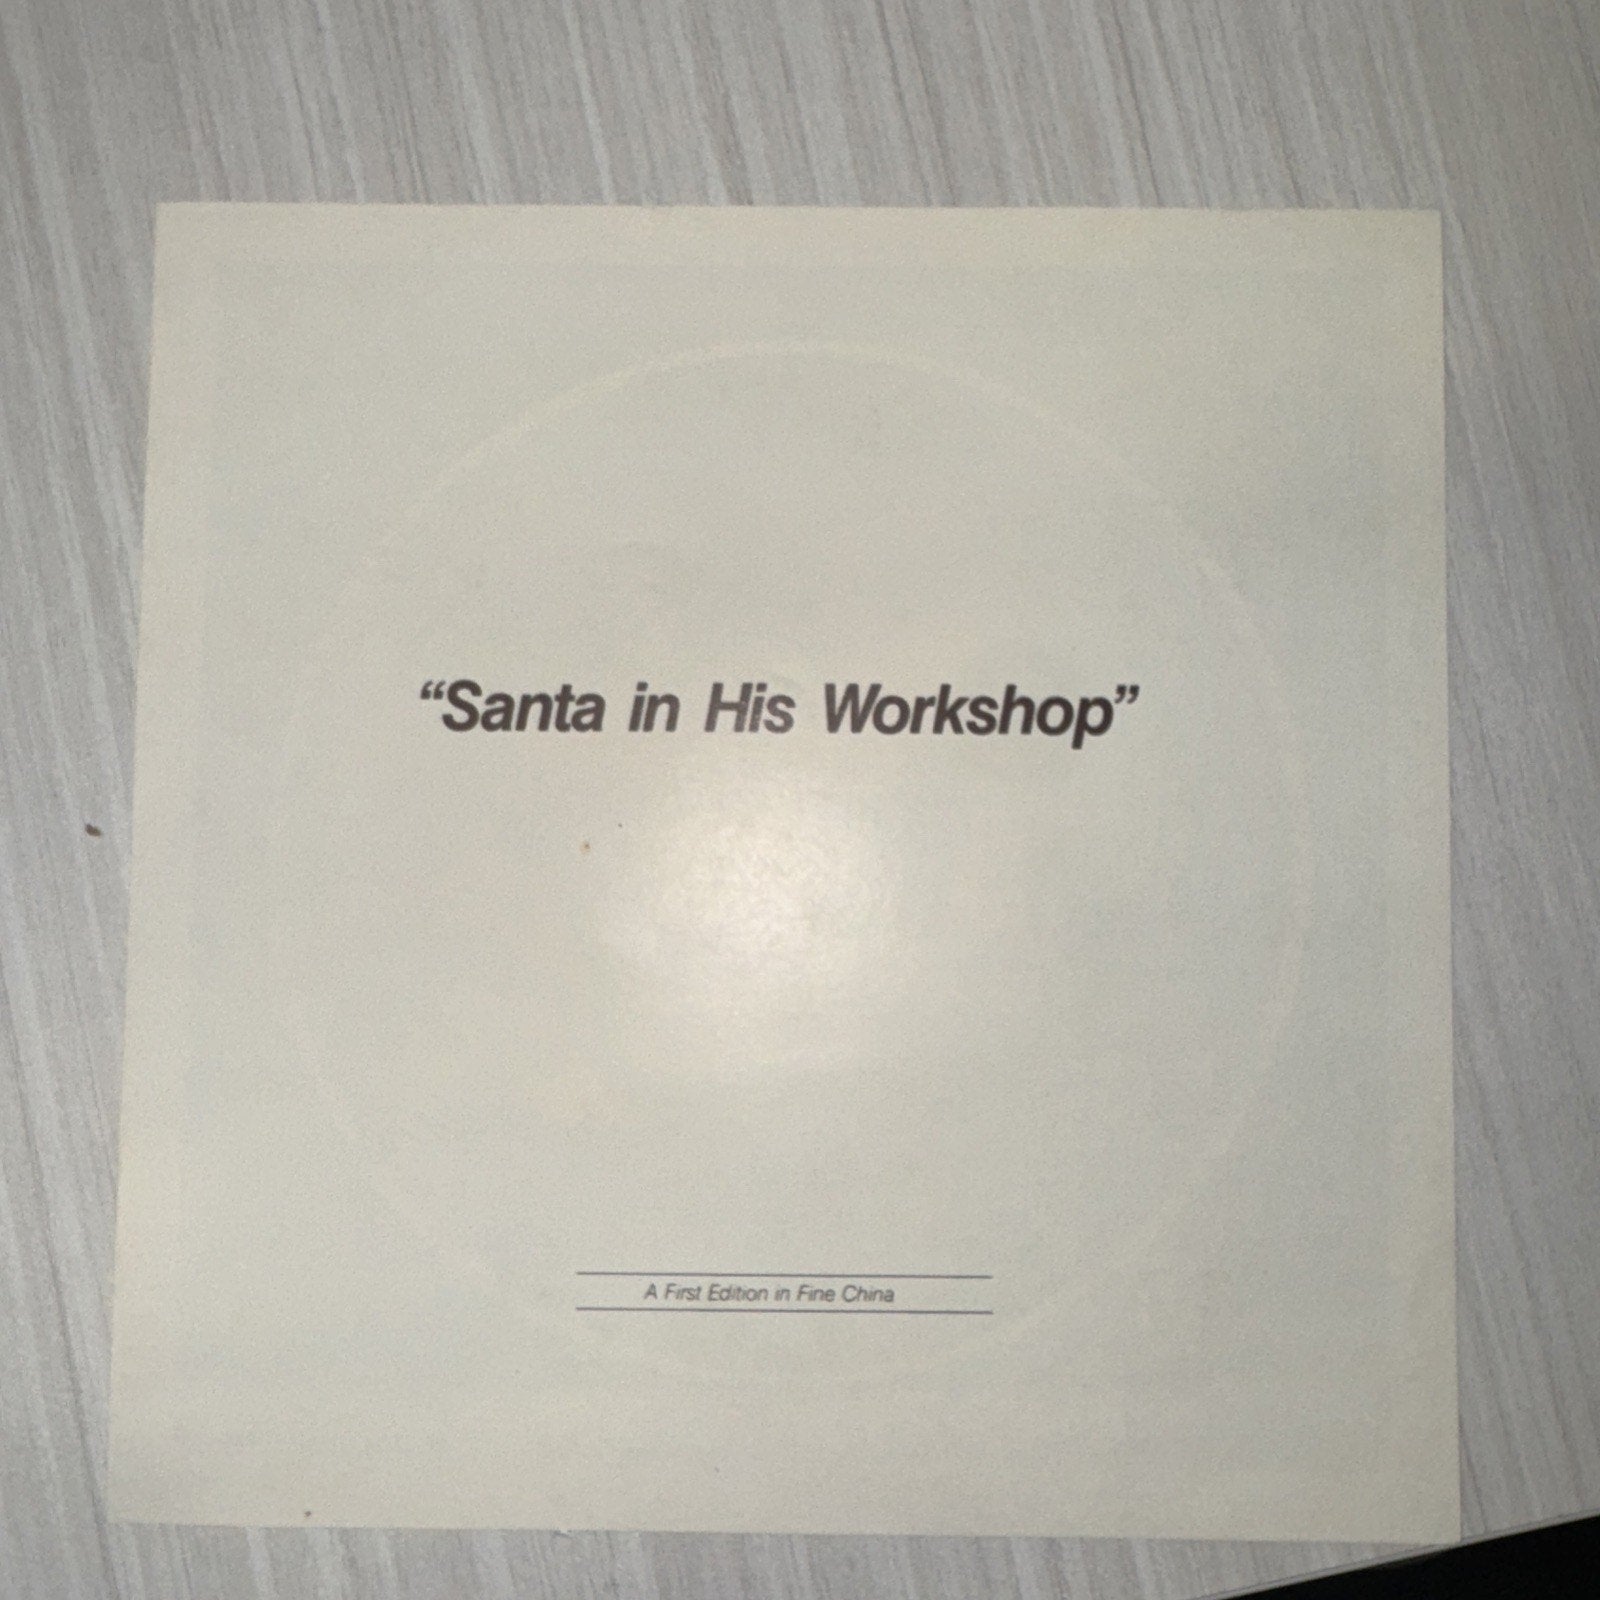 “Santa in His Workshop”
A First Edition in Fine China